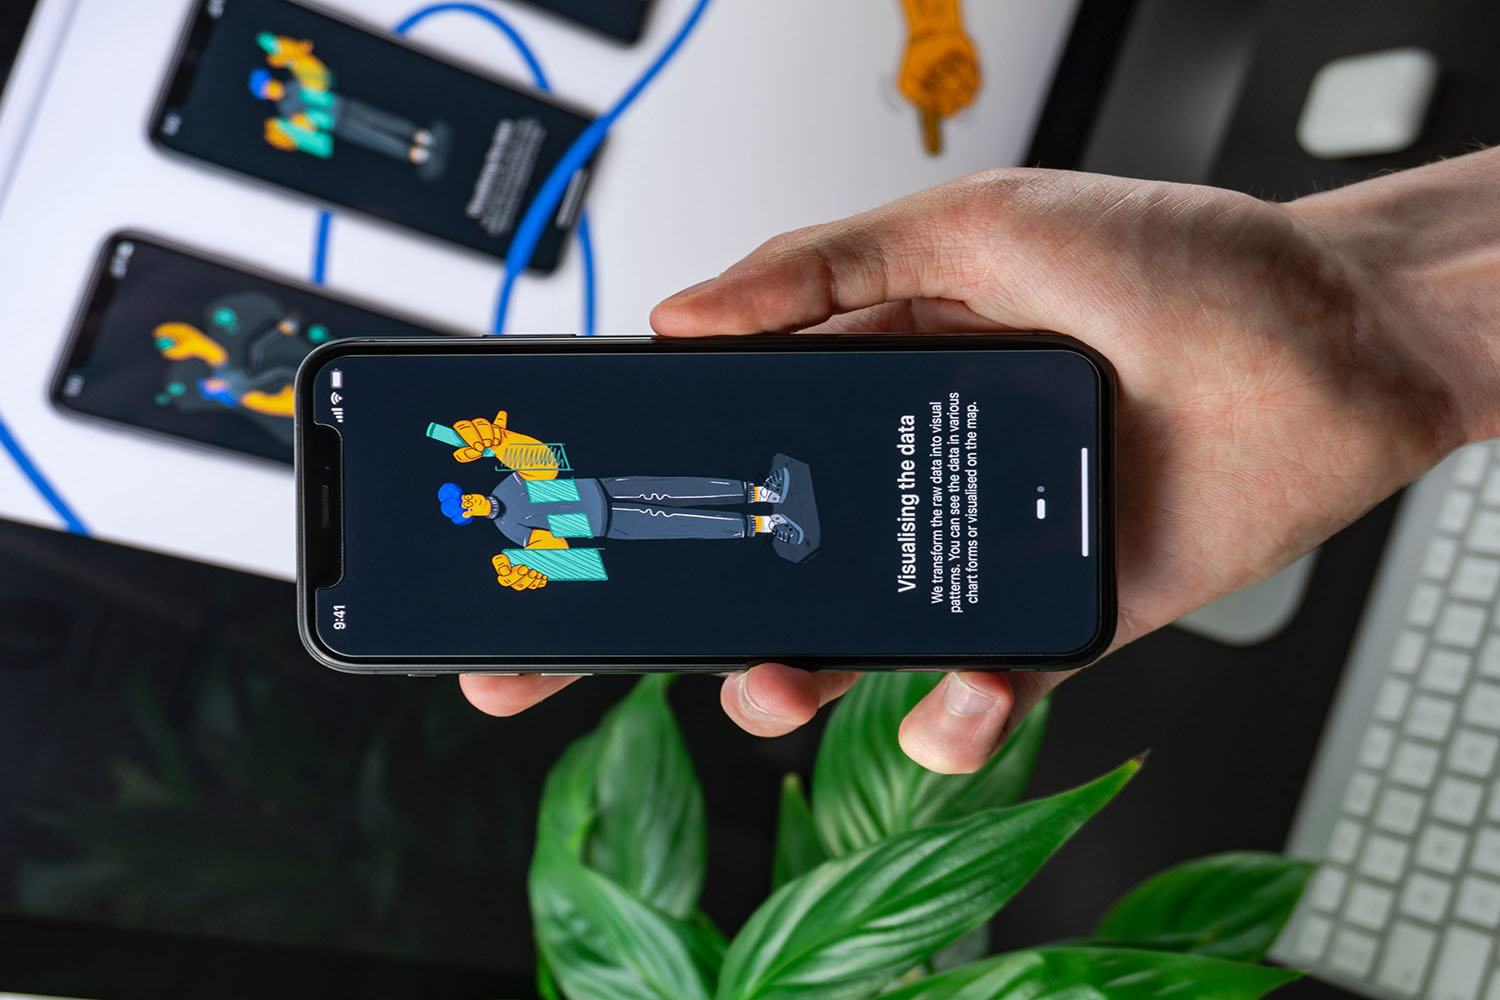 9:41
Visualising the data
We transform the raw data into visual
patterns. You can see the data in various
chart forms or visualised on the map.